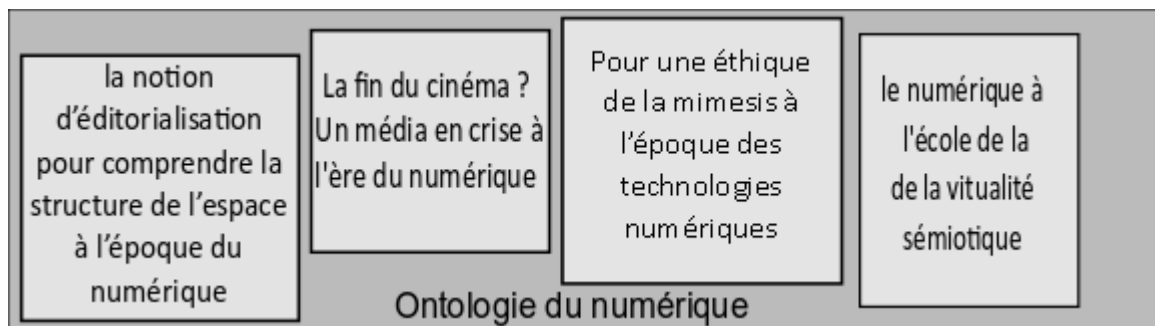 la notion
d’éditorialisation
pour comprendre la
structure de l’espace
à l’époque du
numérique
La fin du cinéma ?
Un média en crise à
l'ère du numérique
Pour une éthique
de la mimesis à
l’époque des
technologies
numériques
le numérique à
l'école de la
de la vitualité
sémiotique
Ontologie du numérique